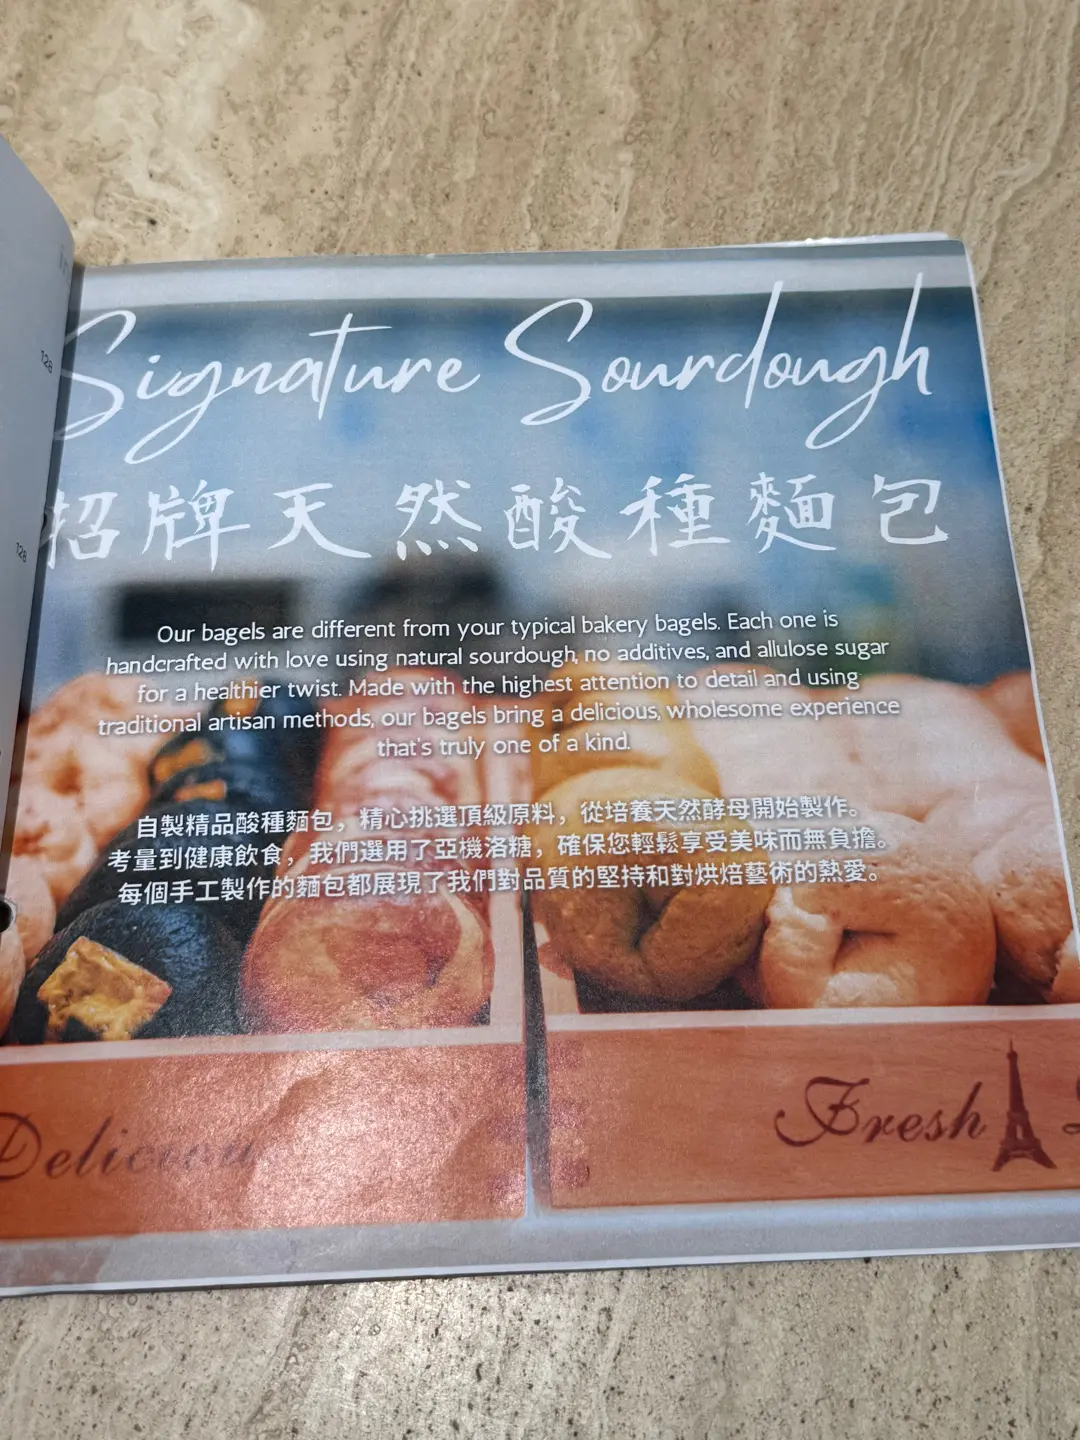 128
128
Signature Sourdough
招牌天然酸種麵包
Our bagels are different from your typical bakery bagels. Each one is
handcrafted with love using natural sourdough, no additives, and allulose sugar
for a healthier twist. Made with the highest attention to detail and using
traditional artisan methods, our bagels bring a delicious, wholesome experience
that's truly one of a kind.
自製精品酸種麵包，精心挑選頂級原料，從培養天然酵母開始製作。
考量到健康飲食，我們選用了亞機洛糖，確保您輕鬆享受美味而無負擔。
每個手工製作的麵包都展現了我們對品質的堅持和對烘焙藝術的熱愛。
Deliciou
Fresh